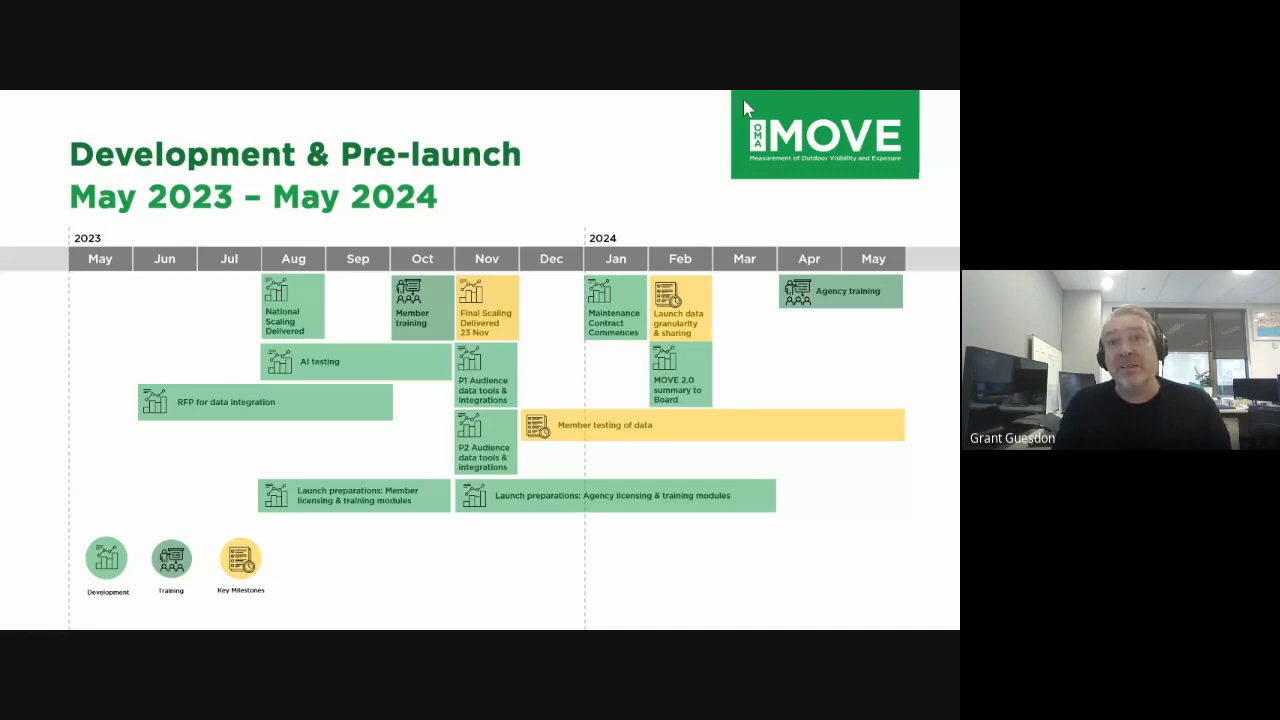 OMA MOVE
Measurement of Outdoor Visibility and Exposure
Development & Pre-launch
May 2023 – May 2024
2023
2024
May
Jun
Jul
Aug
Sep
Oct
Nov
Dec
Jan
Feb
Mar
Apr
May
National
Scaling
Delivered
Member
training
Final Scaling
Delivered
23 Nov
Maintenance
Contract
Commences
Launch data
granularity
& sharing
Agency training
AI testing
P1 Audience
data tools &
integrations
MOVE 2.0
summary to
Board
RFP for data integration
P2 Audience
data tools &
integrations
Member testing of data
Launch preparations: Member
licensing & training modules
Launch preparations: Agency licensing & training modules
Development
Training
Key Milestones
Grant Guesdon